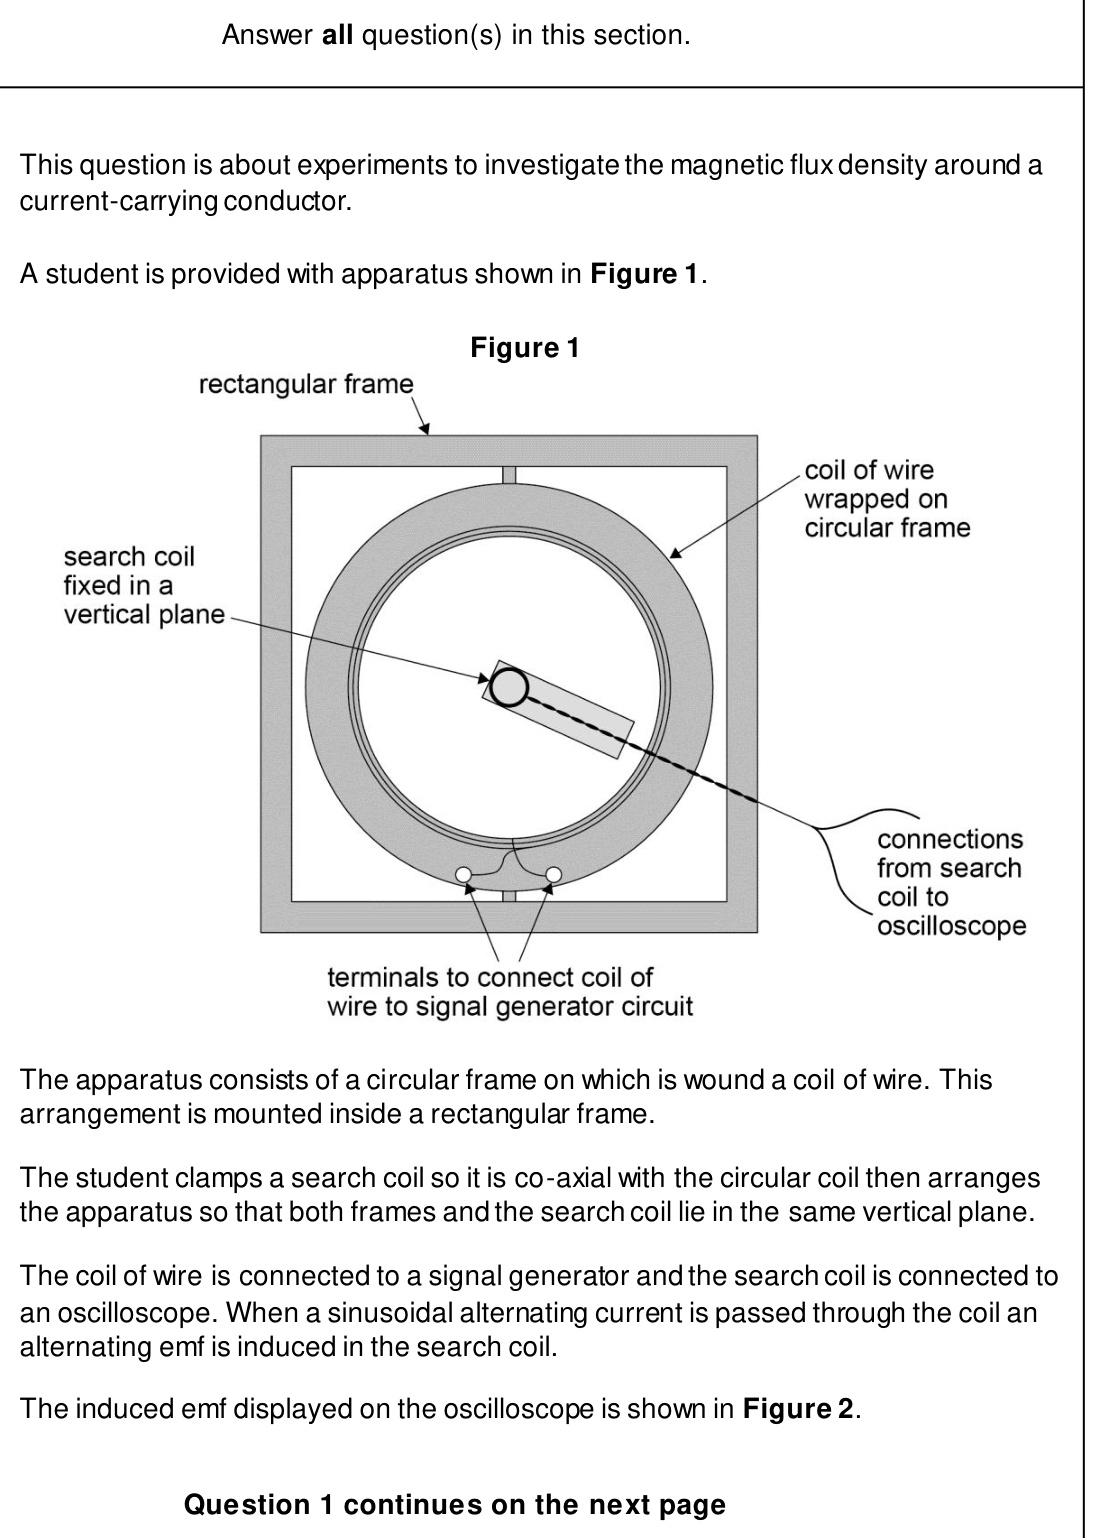 Answer all question(s) in this section.
This question is about experiments to investigate the magnetic flux density around a
current-carrying conductor.
A student is provided with apparatus shown in Figure 1.
Figure 1
rectangular frame
coil of wire
wrapped on
circular frame
search coil
fixed in a
vertical plane
connections
from search
coil to
oscilloscope
terminals to connect coil of
wire to signal generator circuit
The apparatus consists of a circular frame on which is wound a coil of wire. This
arrangement is mounted inside a rectangular frame.
The student clamps a search coil so it is co-axial with the circular coil then arranges
the apparatus so that both frames and the search coil lie in the same vertical plane.
The coil of wire is connected to a signal generator and the search coil is connected to
an oscilloscope. When a sinusoidal alternating current is passed through the coil an
alternating emf is induced in the search coil.
The induced emf displayed on the oscilloscope is shown in Figure 2.
Question 1 continues on the next page